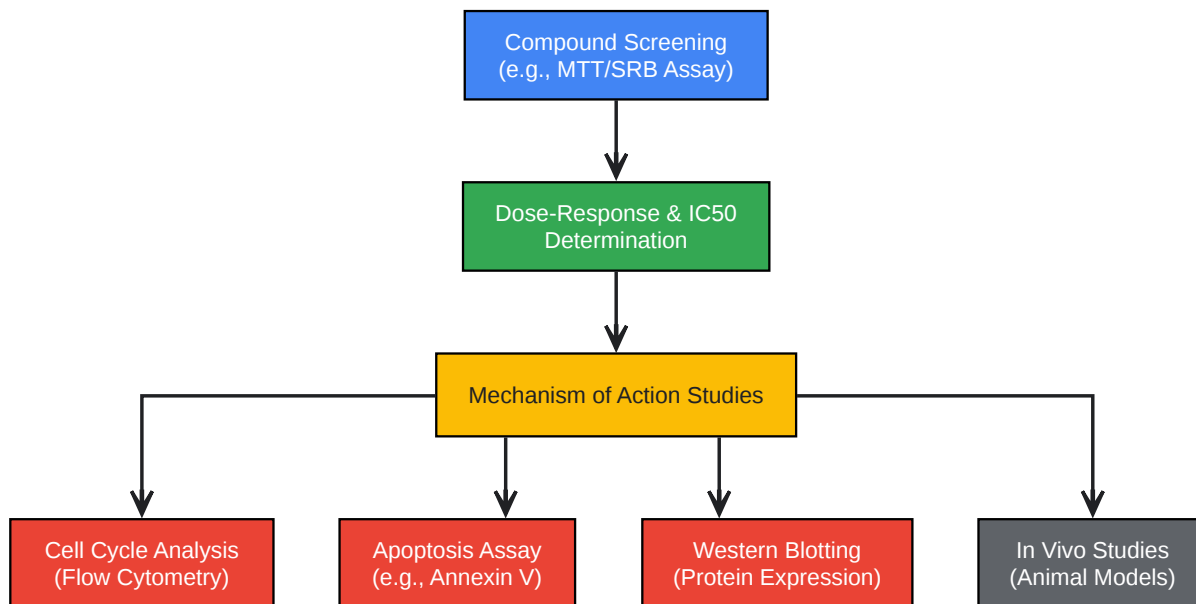 Compound Screening
(e.g., MTT/SRB Assay)
Dose-Response & IC50
Determination
Mechanism of Action Studies
Cell Cycle Analysis
(Flow Cytometry)
Apoptosis Assay
(e.g., Annexin V)
Western Blotting
(Protein Expression)
In Vivo Studies
(Animal Models)